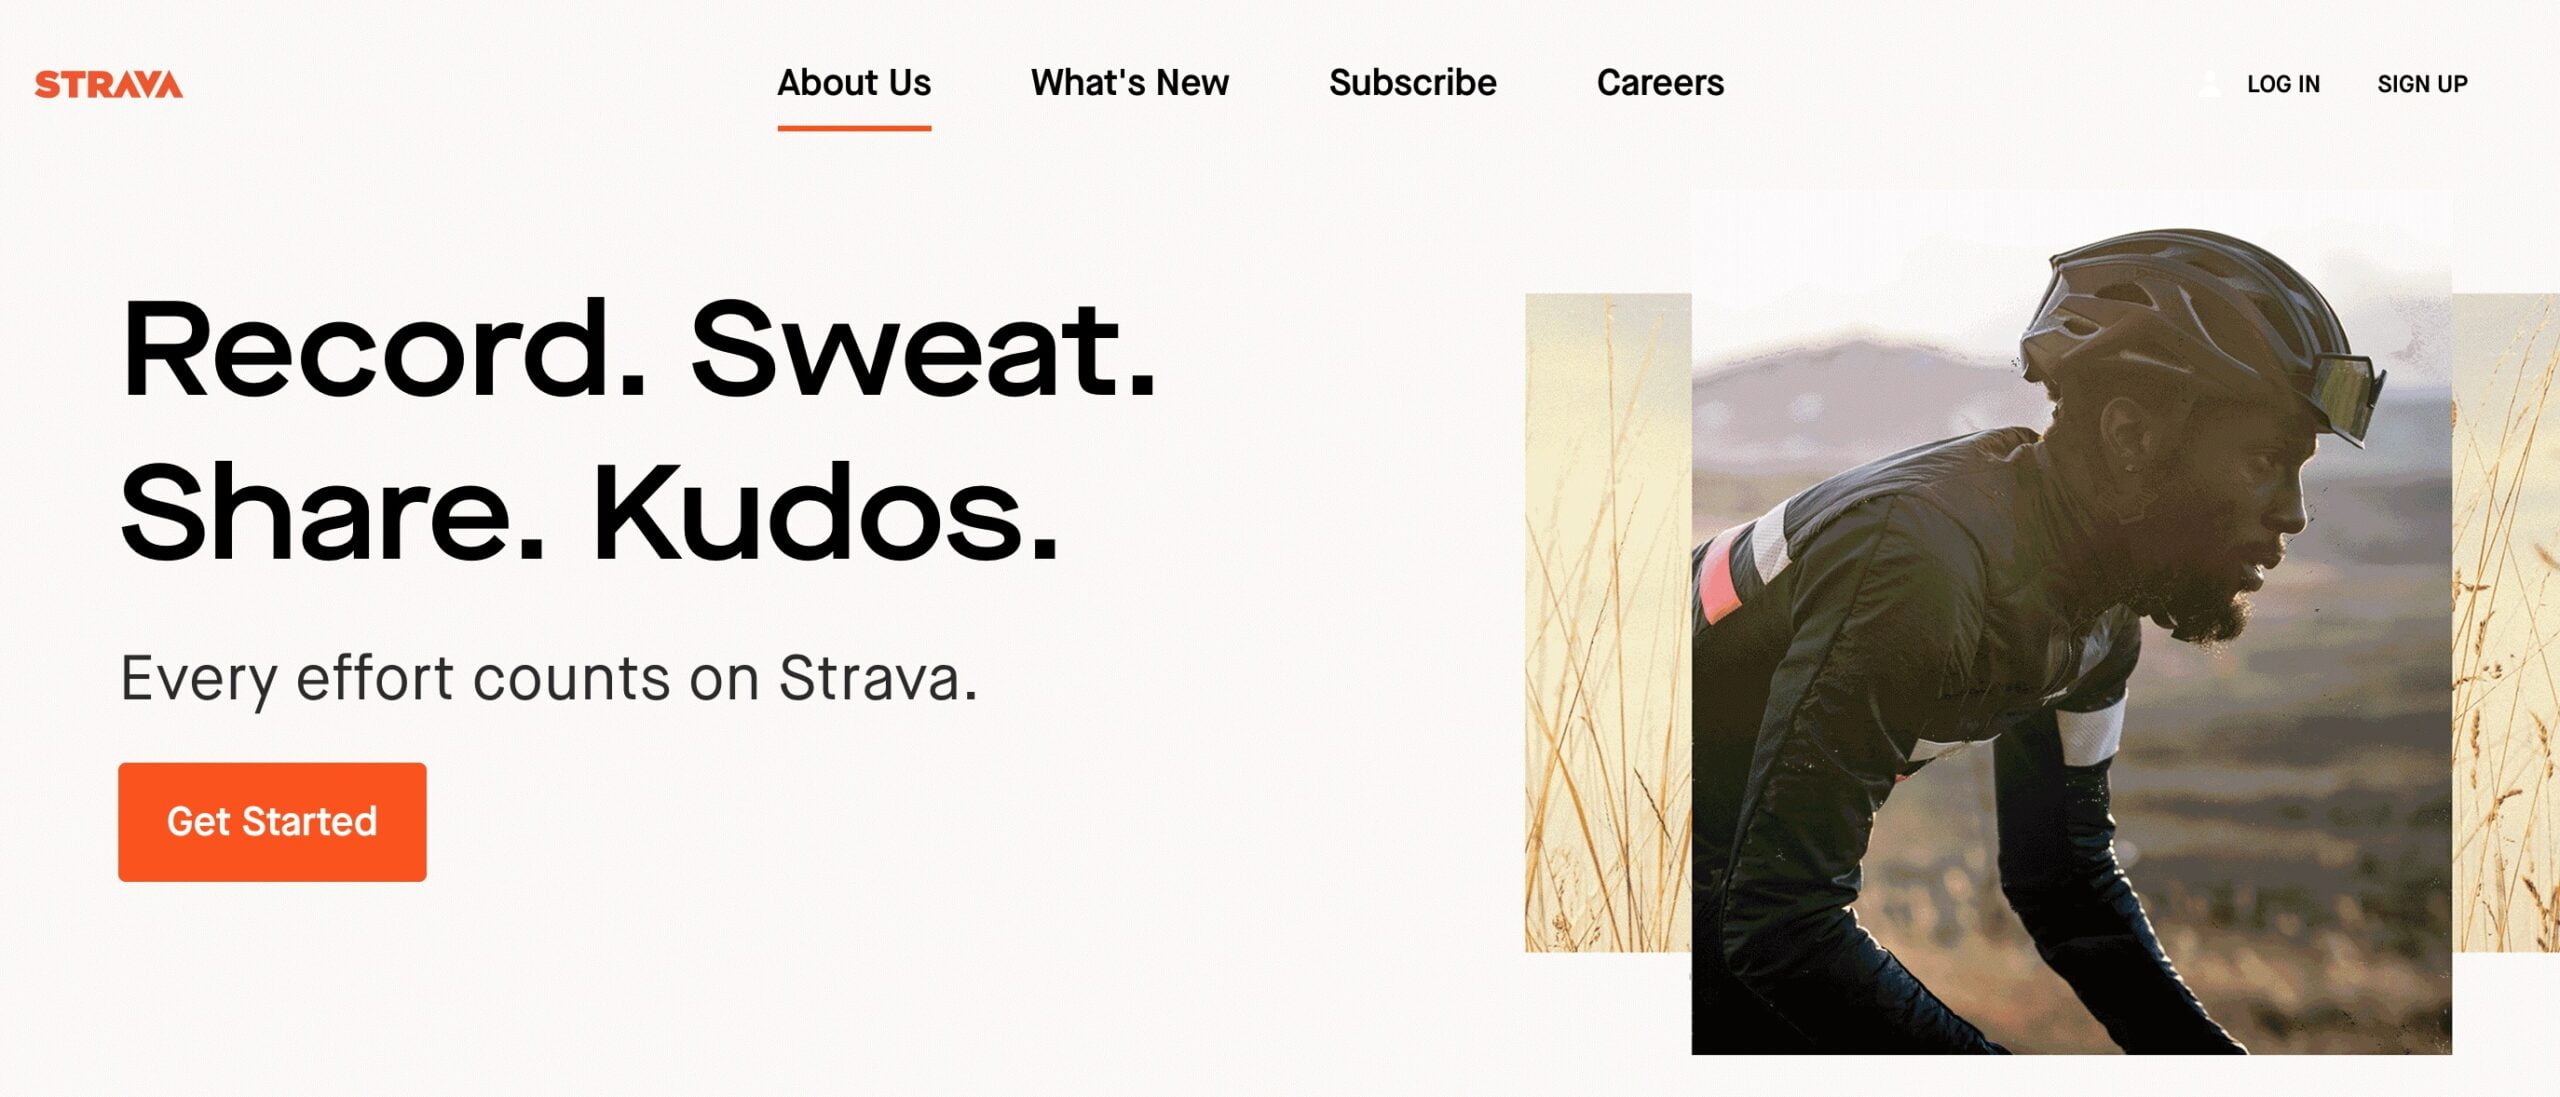 STRAVA
About Us
What's New
Subscribe
Careers
LOG IN
SIGN UP
Record. Sweat.
Share. Kudos.
Every effort counts on Strava.
Get Started